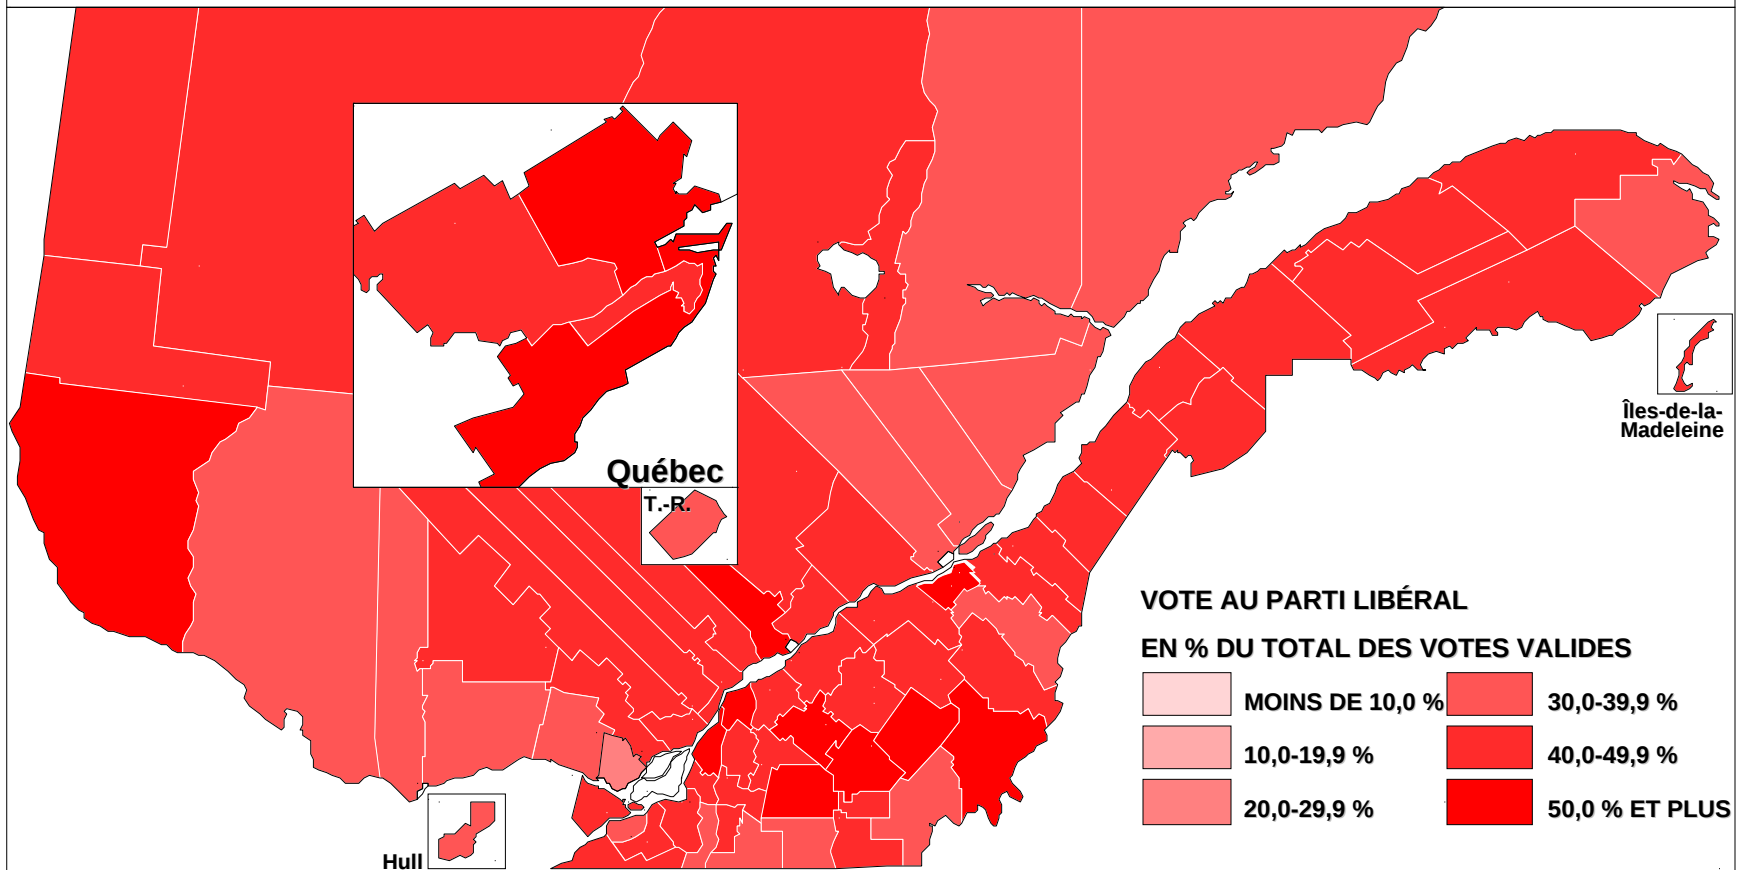 Québec
T.-R.
Îles-de-la-
Madeleine
Hull
VOTE AU PARTI LIBÉRAL
EN % DU TOTAL DES VOTES VALIDES
MOINS DE 10,0 %
30,0-39,9 %
10,0-19,9 %
40,0-49,9 %
20,0-29,9 %
50,0 % ET PLUS